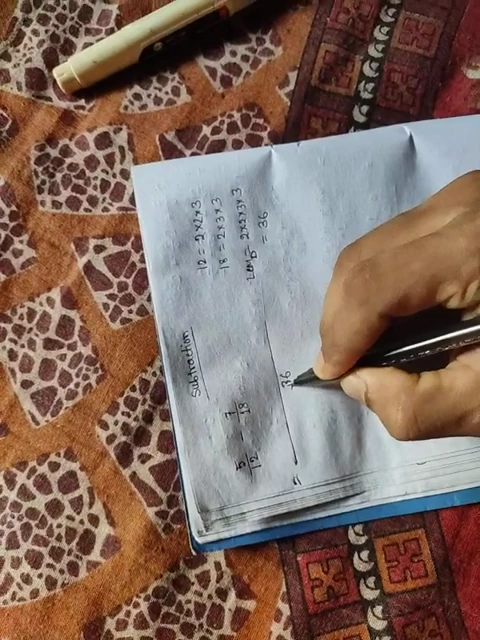 Subtraction
5/12 - 7/18
12 = 2×2×3
18 = 2×3×3
LCM = 2×2×3×3
= 36
=
36